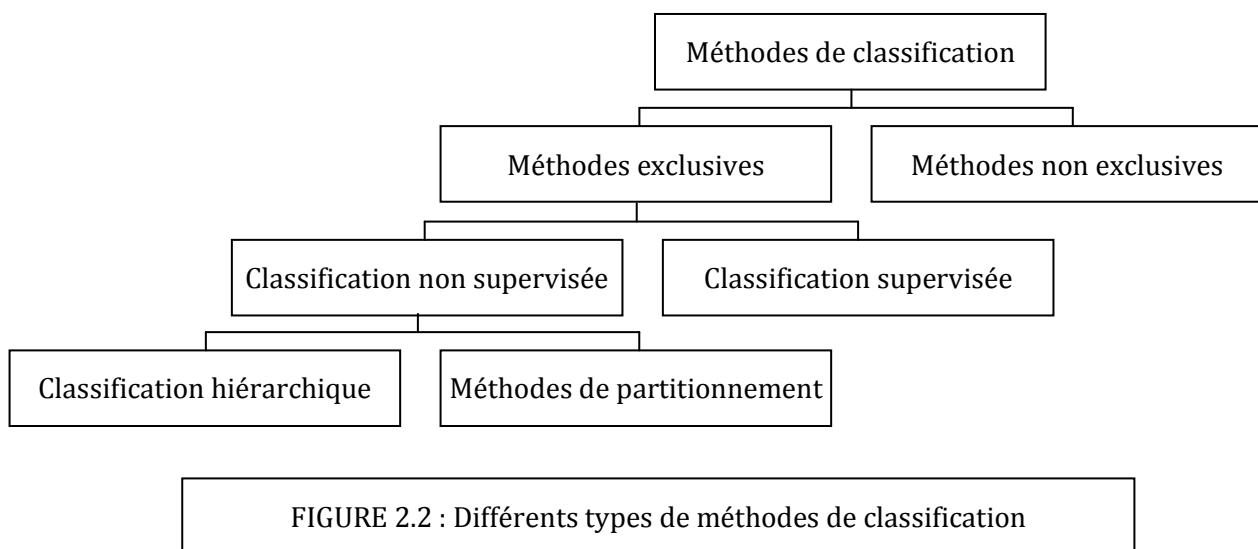 Méthodes de classification
Méthodes exclusives
Méthodes non exclusives
Classification non supervisée
Classification supervisée
Classification hiérarchique
Méthodes de partitionnement
FIGURE 2.2 : Différents types de méthodes de classification